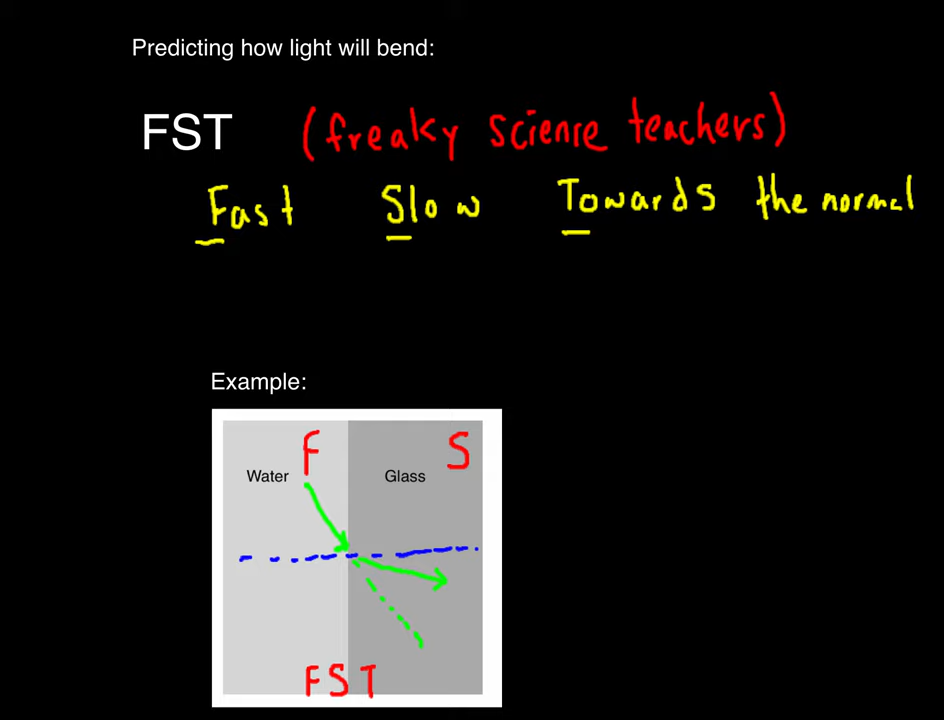 Predicting how light will bend:
FST (freaky science teachers)
Fast Slow Towards the normal
Example:
F S
Water Glass
FST